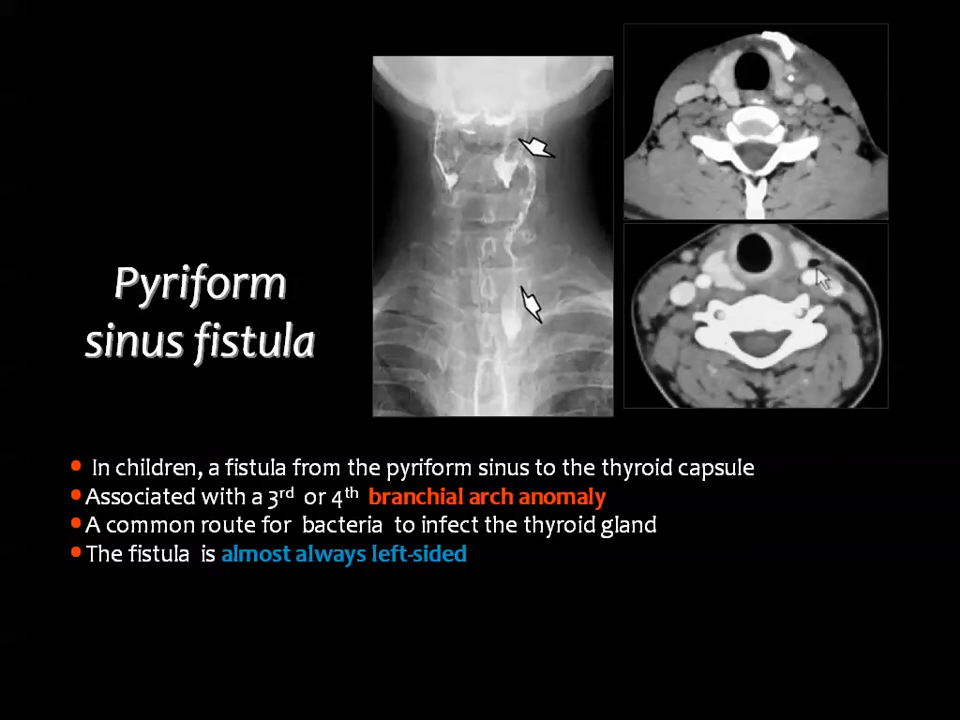 Pyriform
sinus fistula
• In children, a fistula from the pyriform sinus to the thyroid capsule
• Associated with a 3rd or 4th branchial arch anomaly
• A common route for bacteria to infect the thyroid gland
• The fistula is almost always left-sided